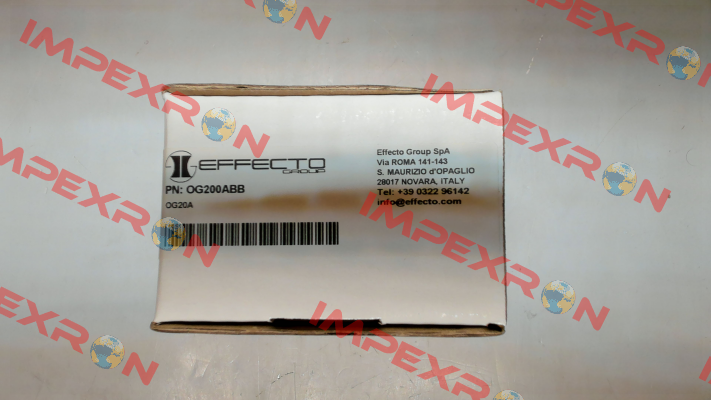 IMPEXRON
IMPEXRON
IMPEXRON
IMPEXRON
EFFECTO
GROUP
PN: OG200ABB
OG20A
Effecto Group SpA
Via ROMA 141-143
S. MAURIZIO d'OPAGLIO
28017 NOVARA, ITALY
Tel: +39 0322 96142
info@effecto.com
IMPEXRON
IMPEXRON
IMPEXRON